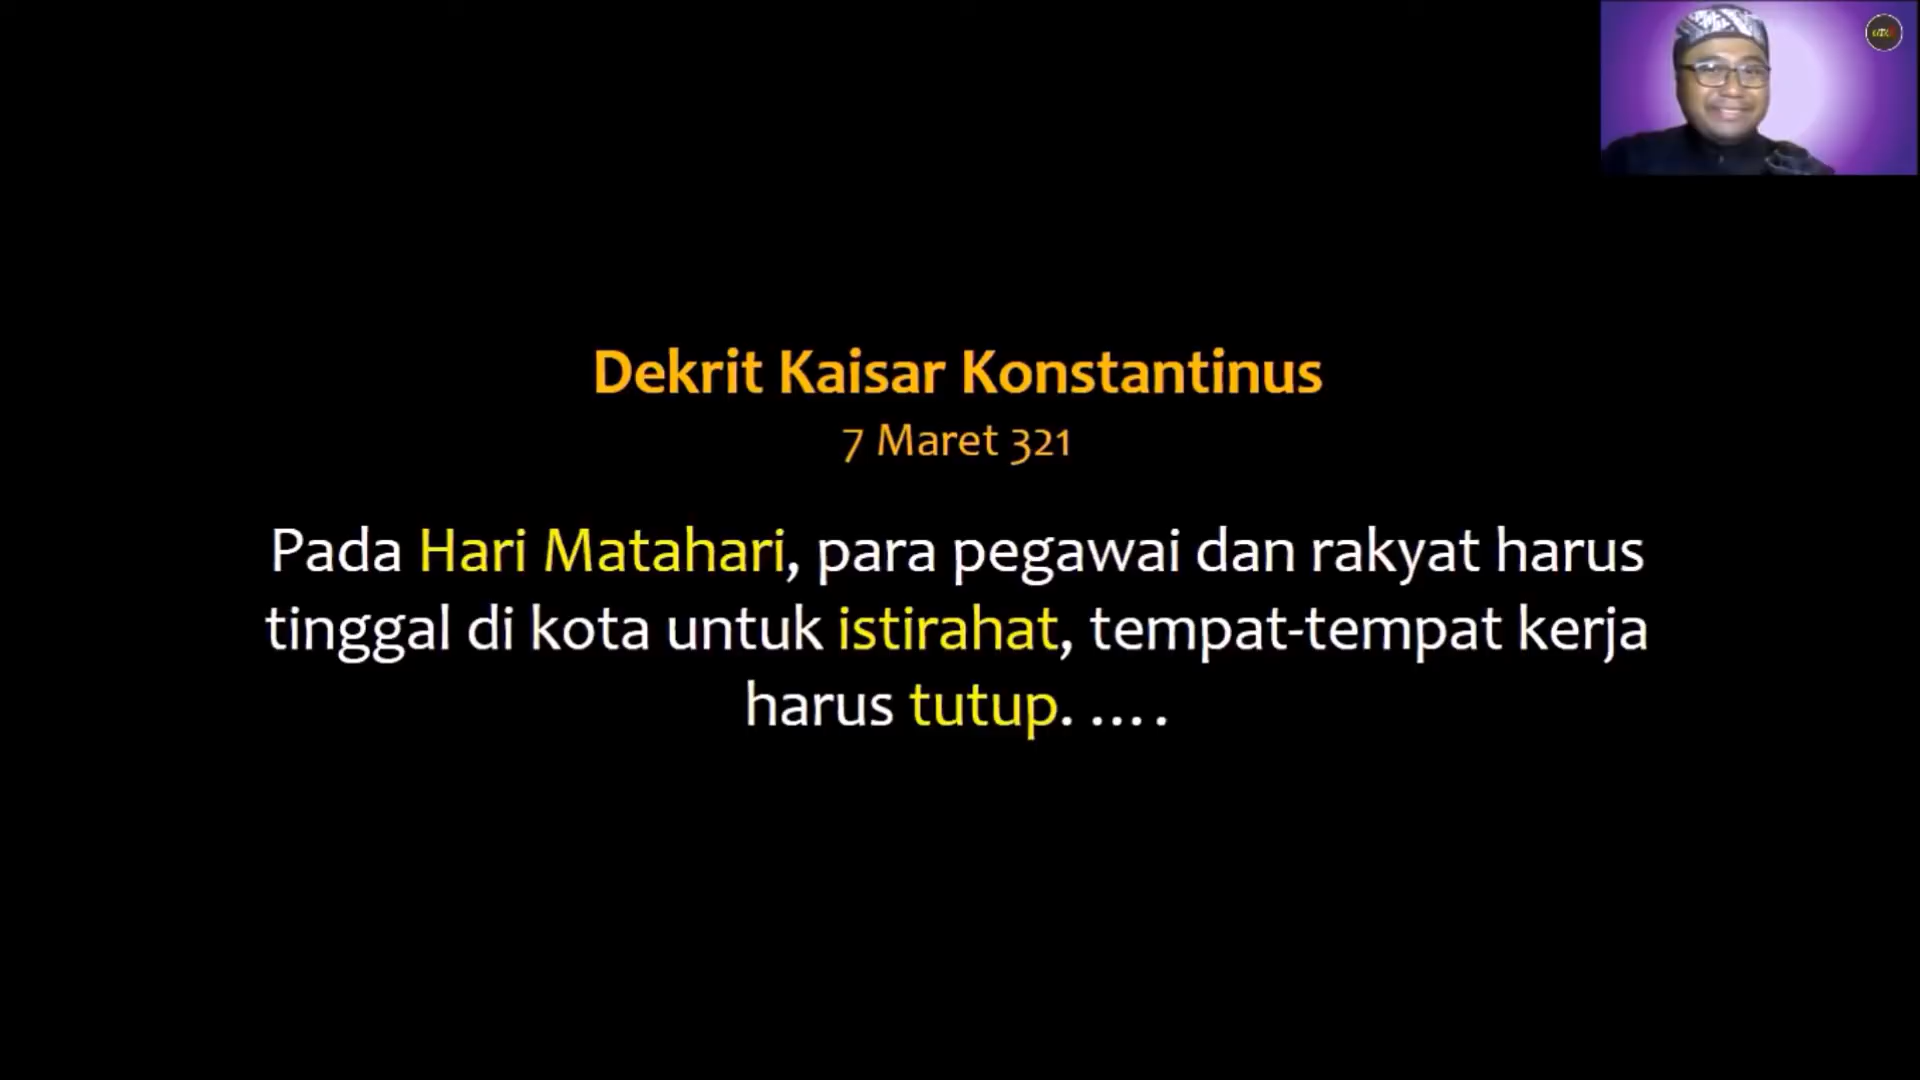 Dekrit Kaisar Konstantinus
7 Maret 321
Pada Hari Matahari, para pegawai dan rakyat harus
tinggal di kota untuk istirahat, tempat-tempat kerja
harus tutup. ....